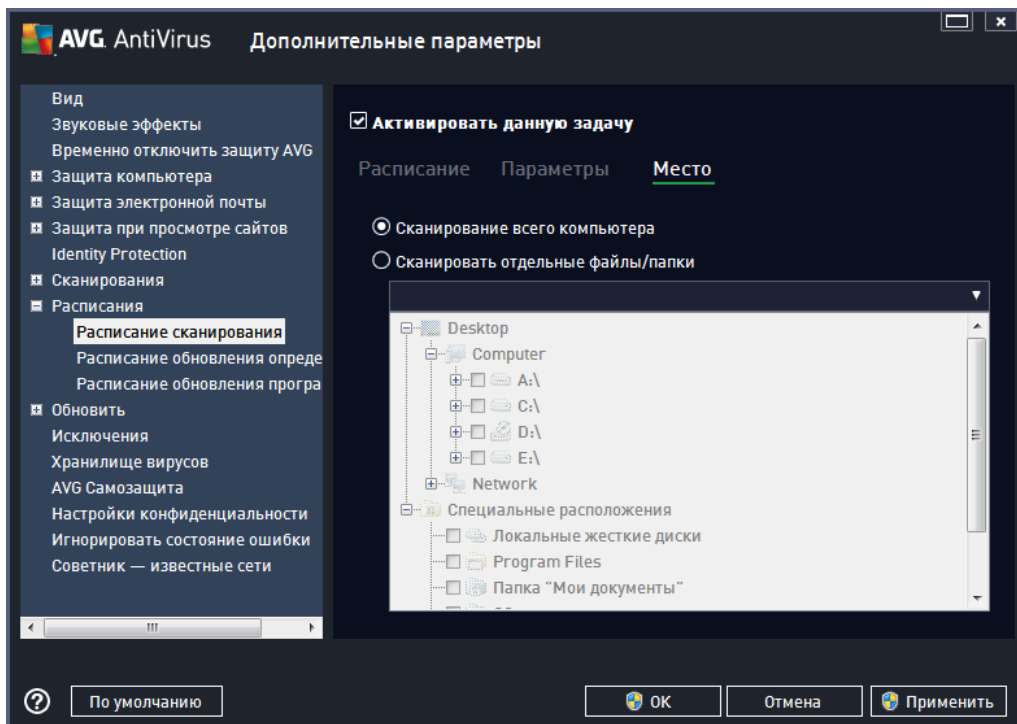 AVG AntiVirus Дополнительные параметры
Вид
Звуковые эффекты
Временно отключить защиту AVG
Защита компьютера
Защита электронной почты
Защита при просмотре сайтов
Identity Protection
Сканирования
Расписания
Расписание сканирования
Расписание обновления опреде
Расписание обновления програ
Обновить
Исключения
Хранилище вирусов
AVG Самозащита
Настройки конфиденциальности
Игнорировать состояние ошибки
Советник — известные сети
Активировать данную задачу
Расписание Параметры Место
Сканирование всего компьютера
Сканировать отдельные файлы/папки
Desktop
Computer
A:\
C:\
D:\
E:\
Network
Специальные расположения
Локальные жесткие диски
Program Files
Папка "Мои документы"
По умолчанию OK Отмена Применить